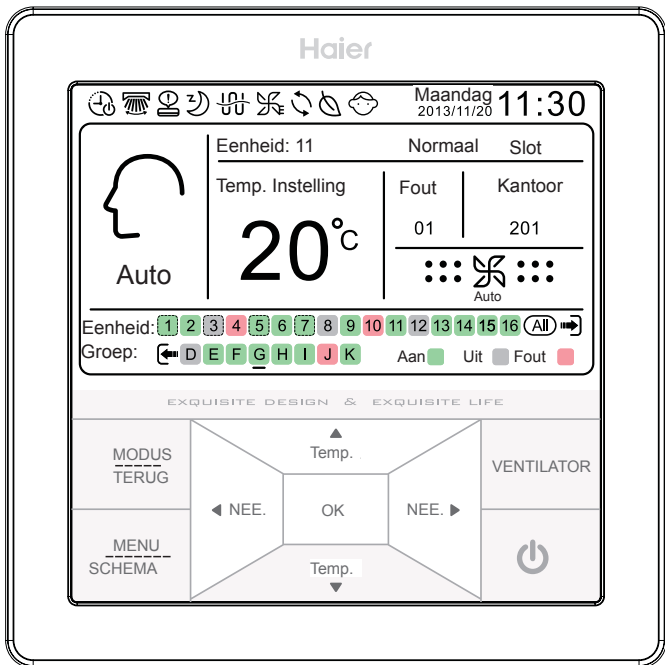 Haier
Maandag 11:30
2013/11/20
Eenheid: 11 Normaal Slot
Temp. Instelling Fout Kantoor
20°C 01 201
Auto
Auto
Eenheid: 1 2 3 4 5 6 7 8 9 10 11 12 13 14 15 16 All
Groep: D E F G H I J K Aan Uit Fout
EXQUISITE DESIGN & EXQUISITE LIFE
MODUS
TERUG
Temp.
VENTILATOR
NEE. OK NEE.
MENU
SCHEMA
Temp.